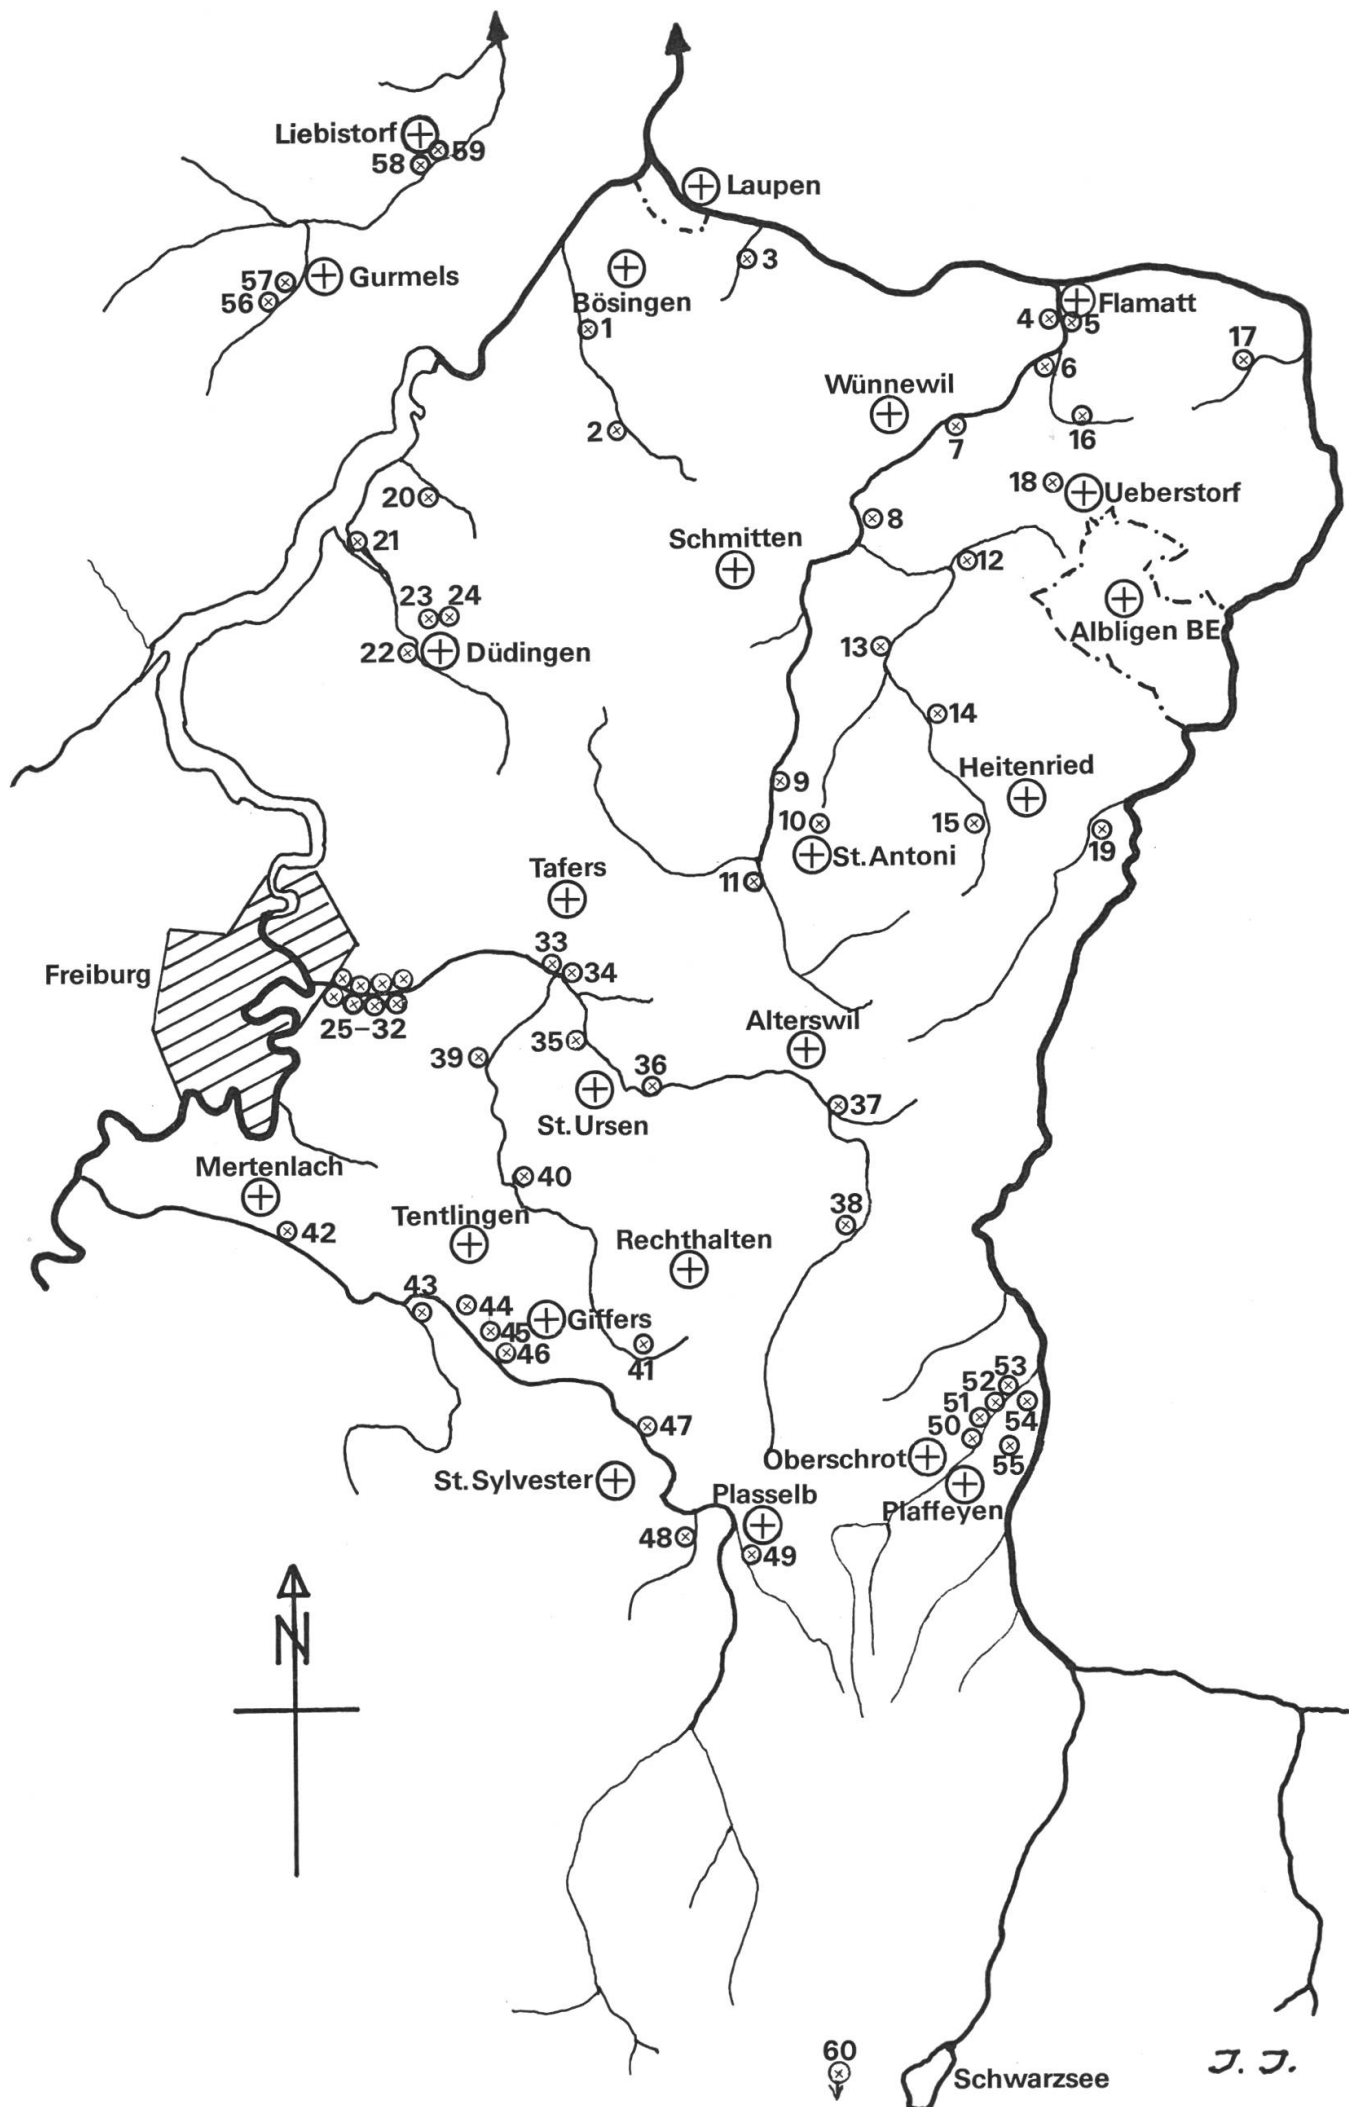 Liebistorf
59
58
Laupen
3
57
Gurmels
56
Bösingen
1
Flamatt
4
5
17
6
Wünnewil
7
16
2
18
Ueberstorf
20
8
Schmitten
21
12
23
24
Albligen BE
13
22
Düdingen
14
Heitenried
9
10
15
St. Antoni
19
Tafers
11
33
34
Freiburg
25–32
Alterswil
35
39
36
37
St. Ursen
Mertenlach
40
38
Tentlingen
42
Rechthalten
43
44
Giffers
45
46
41
53
52
51
54
50
47
55
Oberschrot
St. Sylvester
Plasselb
Plaffeyen
48
49
N
60
Schwarzsee
J. J.